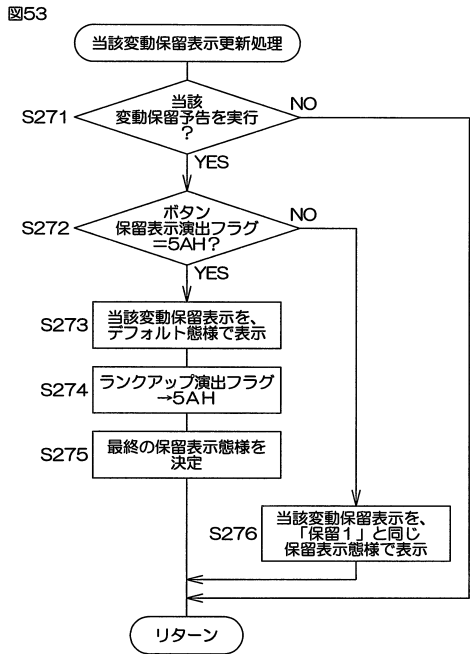 図53
当該変動保留表示更新処理
S271
当該
変動保留予告を実行
?
NO
YES
S272
ボタン
保留表示演出フラグ
=5AH?
NO
YES
S273
当該変動保留表示を、
デフォルト態様で表示
S274
ランクアップ演出フラグ
→5AH
S275
最終の保留表示態様を
決定
S276
当該変動保留表示を、
「保留1」と同じ
保留表示態様で表示
リターン